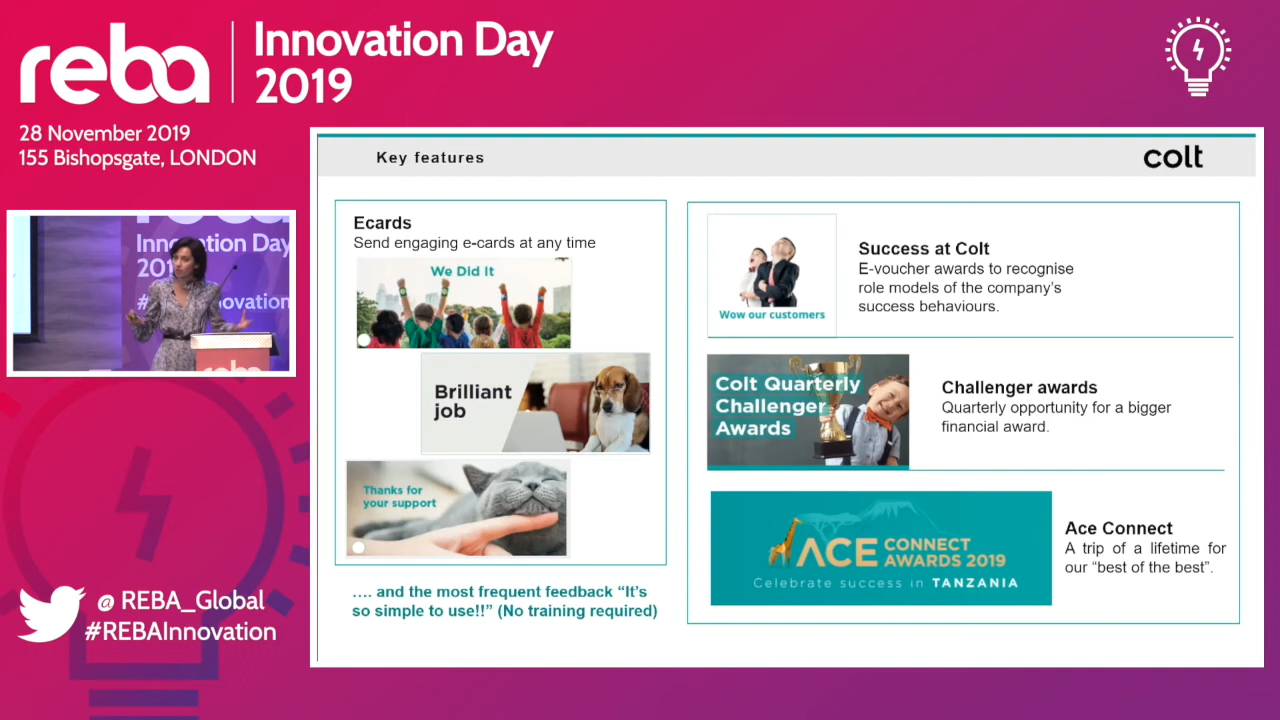 reba
Innovation Day
2019
28 November 2019
155 Bishopsgate, LONDON
Innovation Day
201
#
ovation
reba
@ REBA_Global
#REBAInnovation
Key features
colt
Ecards
Send engaging e-cards at any time
We Did It
Brilliant
job
Thanks for
your support
.... and the most frequent feedback “It’s
so simple to use!!” (No training required)
Wow our customers
Success at Colt
E-voucher awards to recognise
role models of the company’s
success behaviours.
Colt Quarterly
Challenger
Awards
Challenger awards
Quarterly opportunity for a bigger
financial award.
ACE CONNECT
AWARDS 2019
Celebrate success in TANZANIA
Ace Connect
A trip of a lifetime for
our “best of the best”.